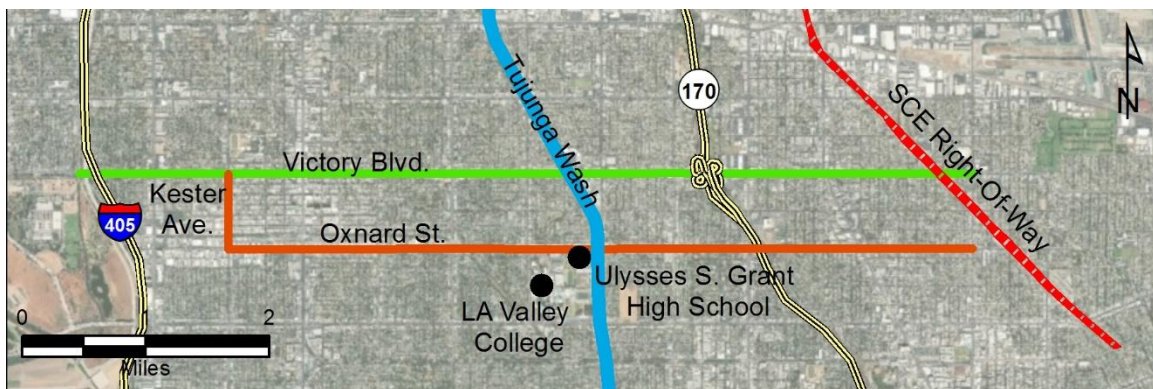 170
N
Tujunga Wash
SCE Right-Of-Way
Victory Blvd.
Kester
Ave.
405
Oxnard St.
Ulysses S. Grant
High School
LA Valley
College
0 2
Miles